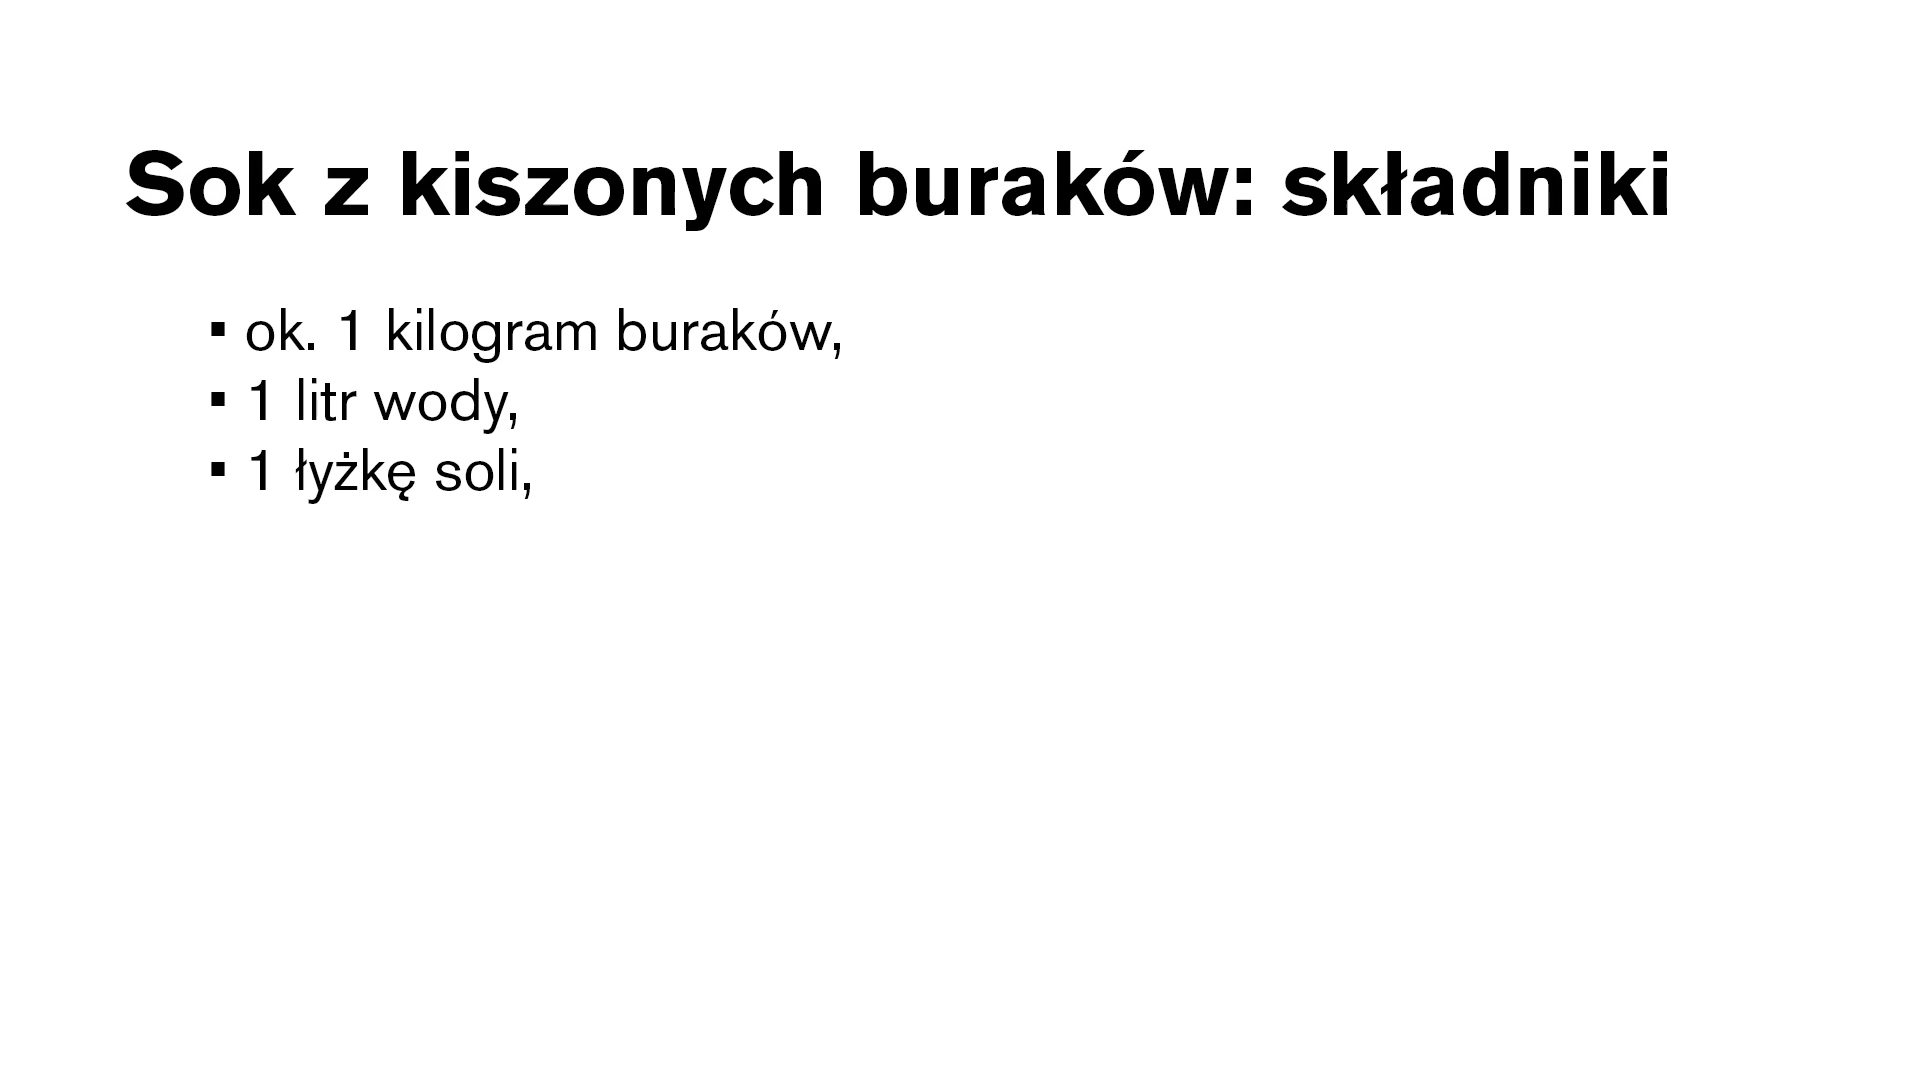 Sok z kiszonych buraków: składniki
▪ ok. 1 kilogram buraków,
▪ 1 litr wody,
▪ 1 łyżkę soli,